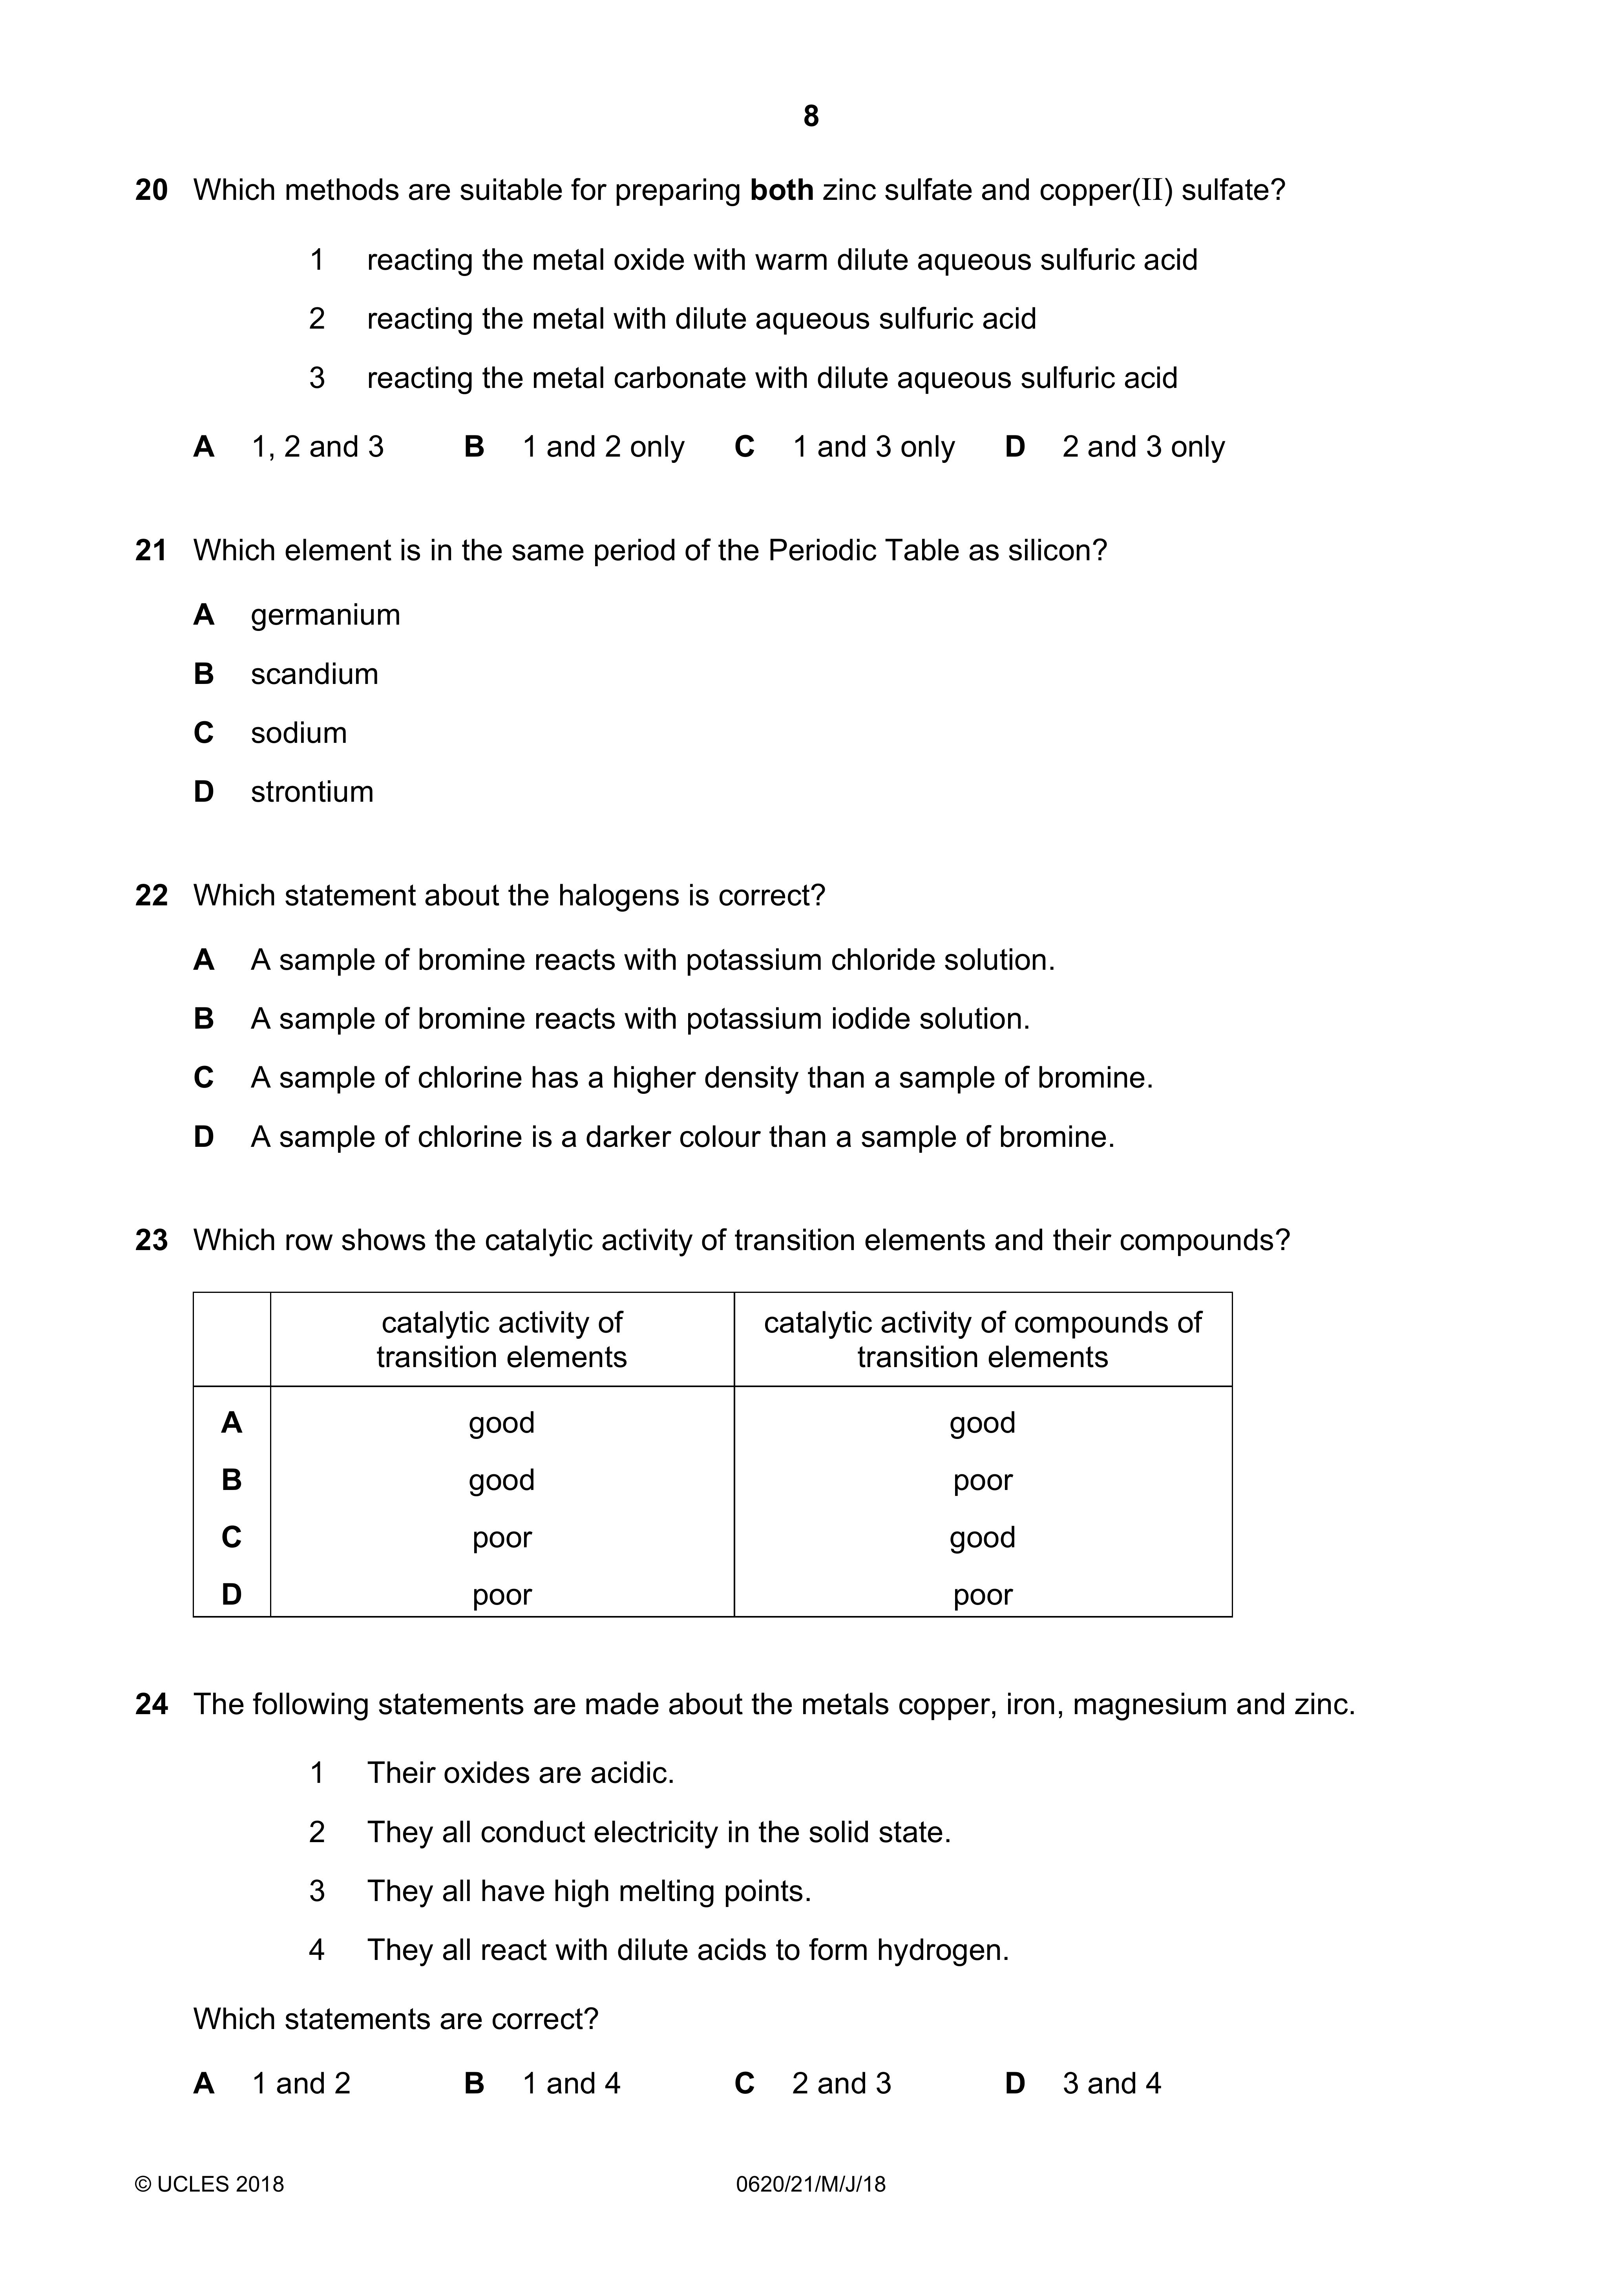 8
20 Which methods are suitable for preparing both zinc sulfate and copper(II) sulfate?
1 reacting the metal oxide with warm dilute aqueous sulfuric acid
2 reacting the metal with dilute aqueous sulfuric acid
3 reacting the metal carbonate with dilute aqueous sulfuric acid
A 1, 2 and 3 B 1 and 2 only C 1 and 3 only D 2 and 3 only
21 Which element is in the same period of the Periodic Table as silicon?
A germanium
B scandium
C sodium
D strontium
22 Which statement about the halogens is correct?
A A sample of bromine reacts with potassium chloride solution.
B A sample of bromine reacts with potassium iodide solution.
C A sample of chlorine has a higher density than a sample of bromine.
D A sample of chlorine is a darker colour than a sample of bromine.
23 Which row shows the catalytic activity of transition elements and their compounds?
catalytic activity of catalytic activity of compounds of
transition elements transition elements
A good good
B good poor
C poor good
D poor poor
24 The following statements are made about the metals copper, iron, magnesium and zinc.
1 Their oxides are acidic.
2 They all conduct electricity in the solid state.
3 They all have high melting points.
4 They all react with dilute acids to form hydrogen.
Which statements are correct?
A 1 and 2 B 1 and 4 C 2 and 3 D 3 and 4
© UCLES 2018 0620/21/M/J/18